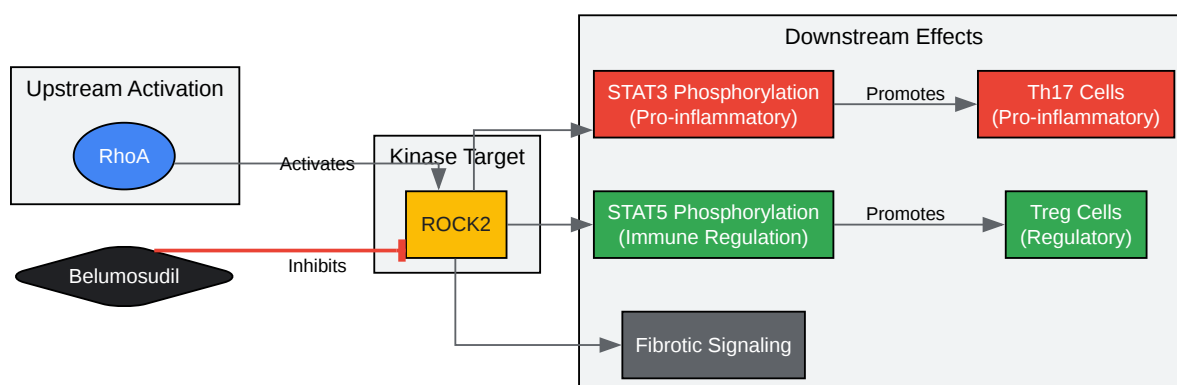 Downstream Effects
Upstream Activation
RhoA
Activates
Kinase Target
ROCK2
Belumosudil
Inhibits
STAT3 Phosphorylation
(Pro-inflammatory)
Promotes
Th17 Cells
(Pro-inflammatory)
STAT5 Phosphorylation
(Immune Regulation)
Promotes
Treg Cells
(Regulatory)
Fibrotic Signaling